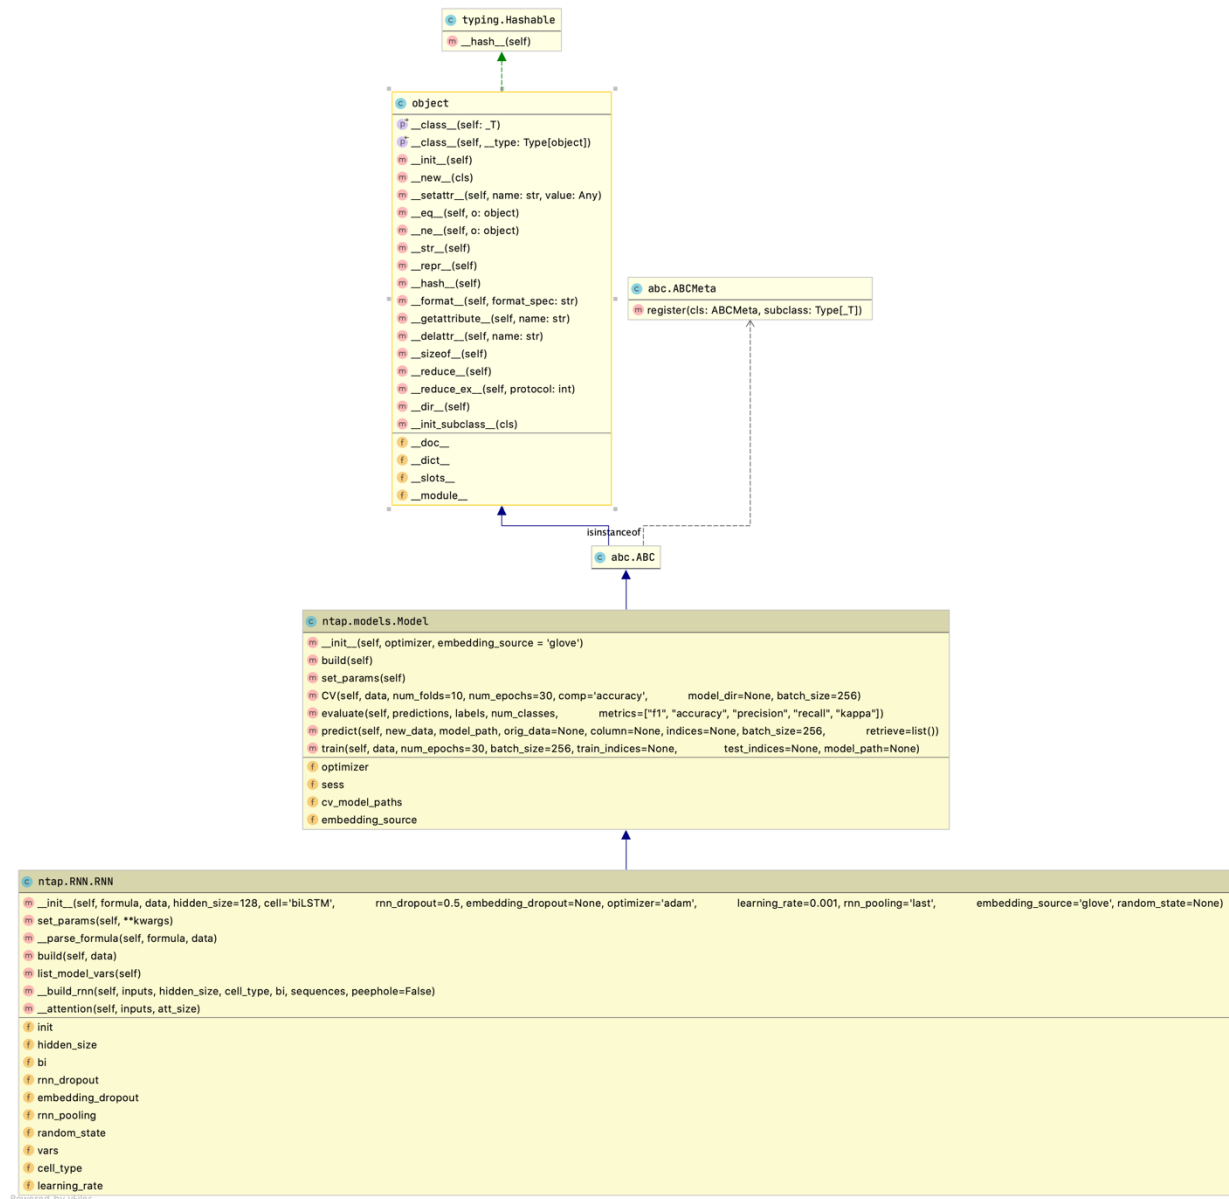 typing.Hashable
__hash__(self)
object
__class__(self: _T)
__class__(self, __type: Type[object])
__init__(self)
__new__(cls)
__setattr__(self, name: str, value: Any)
__eq__(self, o: object)
__ne__(self, o: object)
__str__(self)
__repr__(self)
__hash__(self)
__format__(self, format_spec: str)
__getattribute__(self, name: str)
__delattr__(self, name: str)
__sizeof__(self)
__reduce__(self)
__reduce_ex__(self, protocol: int)
__dir__(self)
__init_subclass__(cls)
__doc__
__dict__
__slots__
__module__
abc.ABCMeta
register(cls: ABCMeta, subclass: Type[_T])
isinstanceof
abc.ABC
ntap.models.Model
__init__(self, optimizer, embedding_source = 'glove')
build(self)
set_params(self)
CV(self, data, num_folds=10, num_epochs=30, comp='accuracy', model_dir=None, batch_size=256)
evaluate(self, predictions, labels, num_classes, metrics=["f1", "accuracy", "precision", "recall", "kappa"])
predict(self, new_data, model_path, orig_data=None, column=None, indices=None, batch_size=256, retrieve=list())
train(self, data, num_epochs=30, batch_size=256, train_indices=None, test_indices=None, model_path=None)
optimizer
sess
cv_model_paths
embedding_source
ntap.RNN.RNN
__init__(self, formula, data, hidden_size=128, cell='biLSTM', rnn_dropout=0.5, embedding_dropout=None, optimizer='adam', learning_rate=0.001, rnn_pooling='last', embedding_source='glove', random_state=None)
set_params(self, **kwargs)
__parse_formula(self, formula, data)
build(self, data)
list_model_vars(self)
__build_rnn(self, inputs, hidden_size, cell_type, bi, sequences, peephole=False)
__attention(self, inputs, att_size)
init
hidden_size
bi
rnn_dropout
embedding_dropout
rnn_pooling
random_state
vars
cell_type
learning_rate